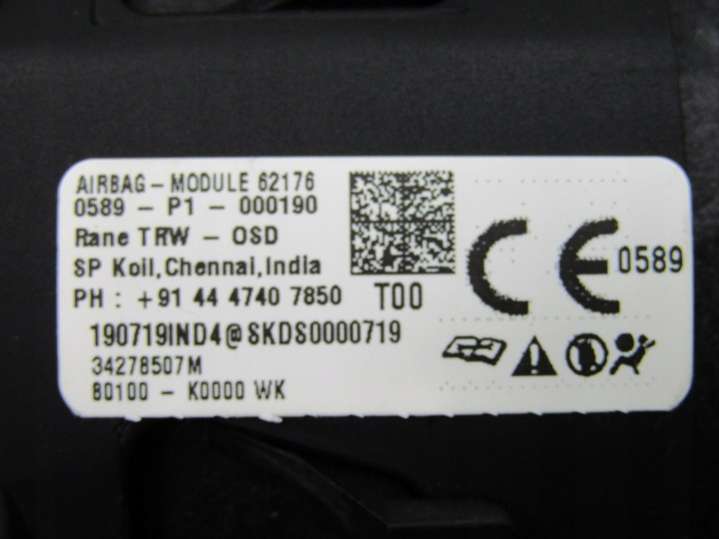 AIRBAG - MODULE 62176
0589 - P1 - 000190
Rane TRW - OSD
SP Koil,Chennai,India
PH : +91 44 4740 7850
T00
CE 0589
190719IND4@SKDS0000719
34278507M
80100 - K0000 WK